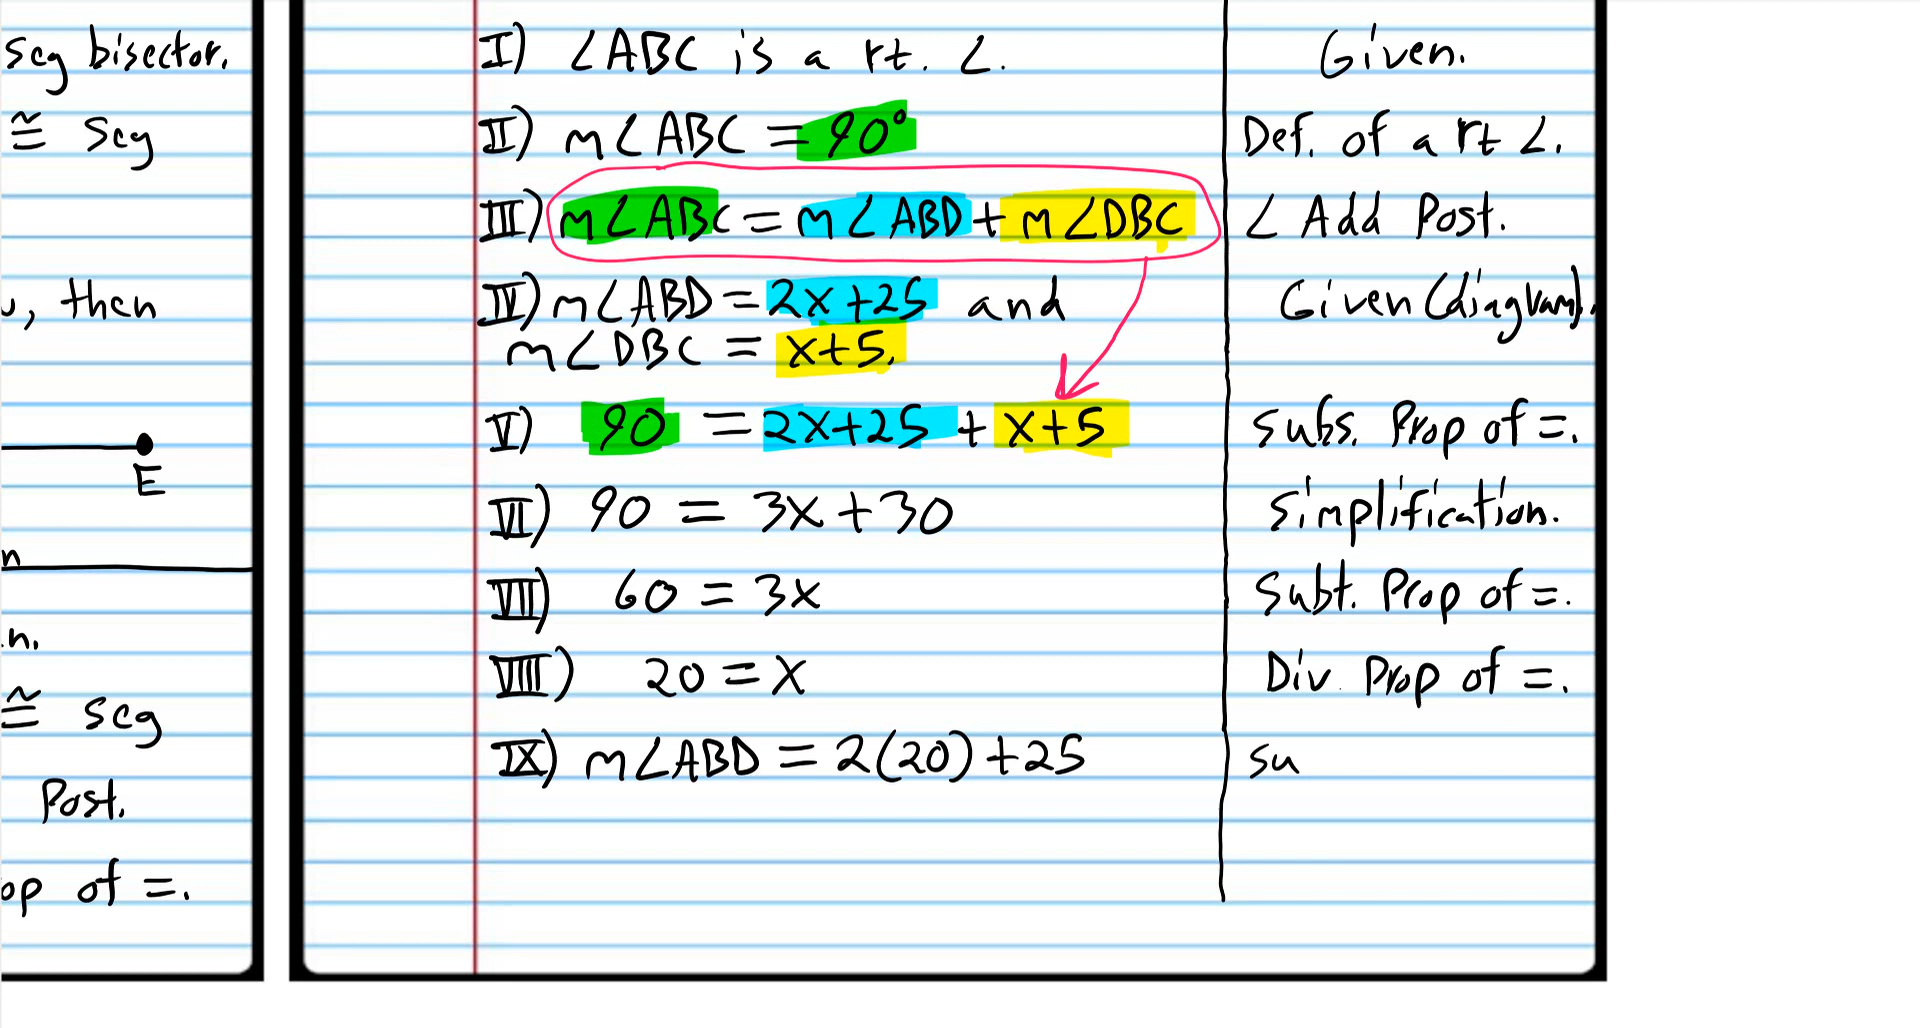 seg bisector.
≅ seg
, then
E
n
n.
≅ seg
Post.
op of =.
I) ∠ABC is a rt. ∠. Given.
II) m∠ABC = 90° Def. of a rt ∠.
III) m∠ABC = m∠ABD + m∠DBC ∠ Add Post.
IV) m∠ABD = 2x+25 and Given (diagram).
m∠DBC = x+5.
V) 90 = 2x+25 + x+5 Subs. Prop of =.
VI) 90 = 3x+30 Simplification.
VII) 60 = 3x Subt. Prop of =.
VIII) 20 = x Div. Prop of =.
IX) m∠ABD = 2(20)+25 Su